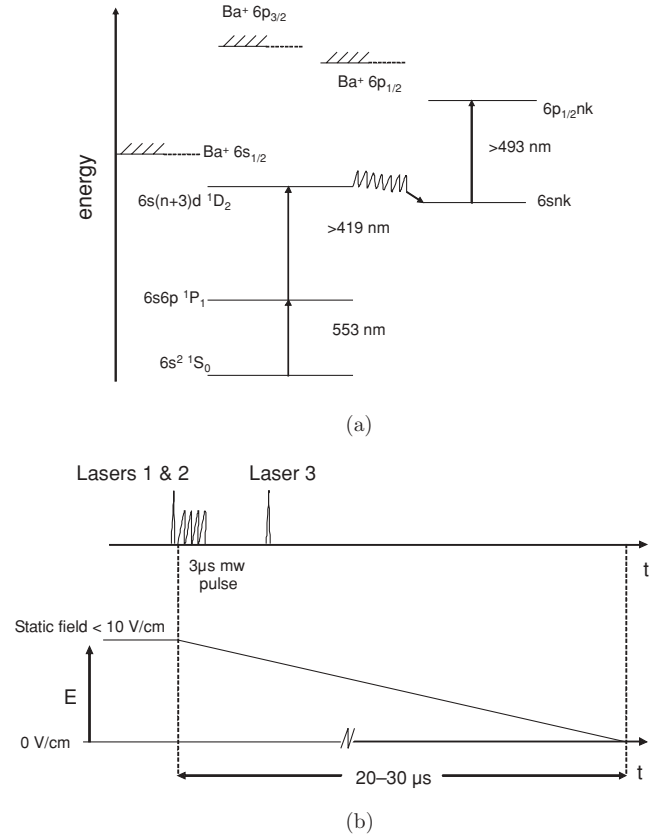 Ba⁺ 6p₃/₂
Ba⁺ 6p₁/₂
6p₁/₂nk
>493 nm
Ba⁺ 6s₁/₂
energy
6s(n+3)d ¹D₂
6snk
>419 nm
6s6p ¹P₁
553 nm
6s² ¹S₀
(a)
Lasers 1 & 2
Laser 3
t
3µs mw
pulse
Static field < 10 V/cm
E
0 V/cm
t
20–30 µs
(b)